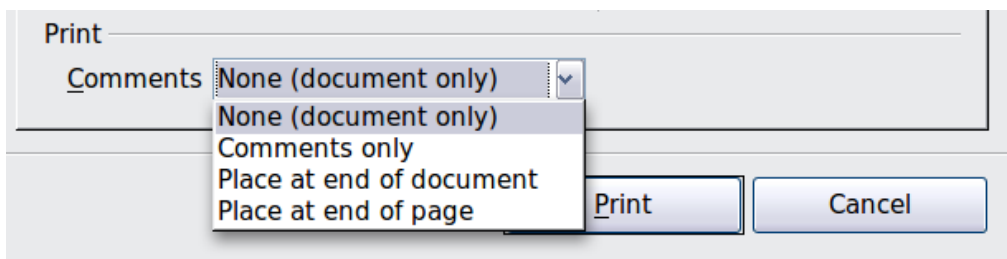 Print
Comments None (document only)
None (document only)
Comments only
Place at end of document
Place at end of page
Print Cancel